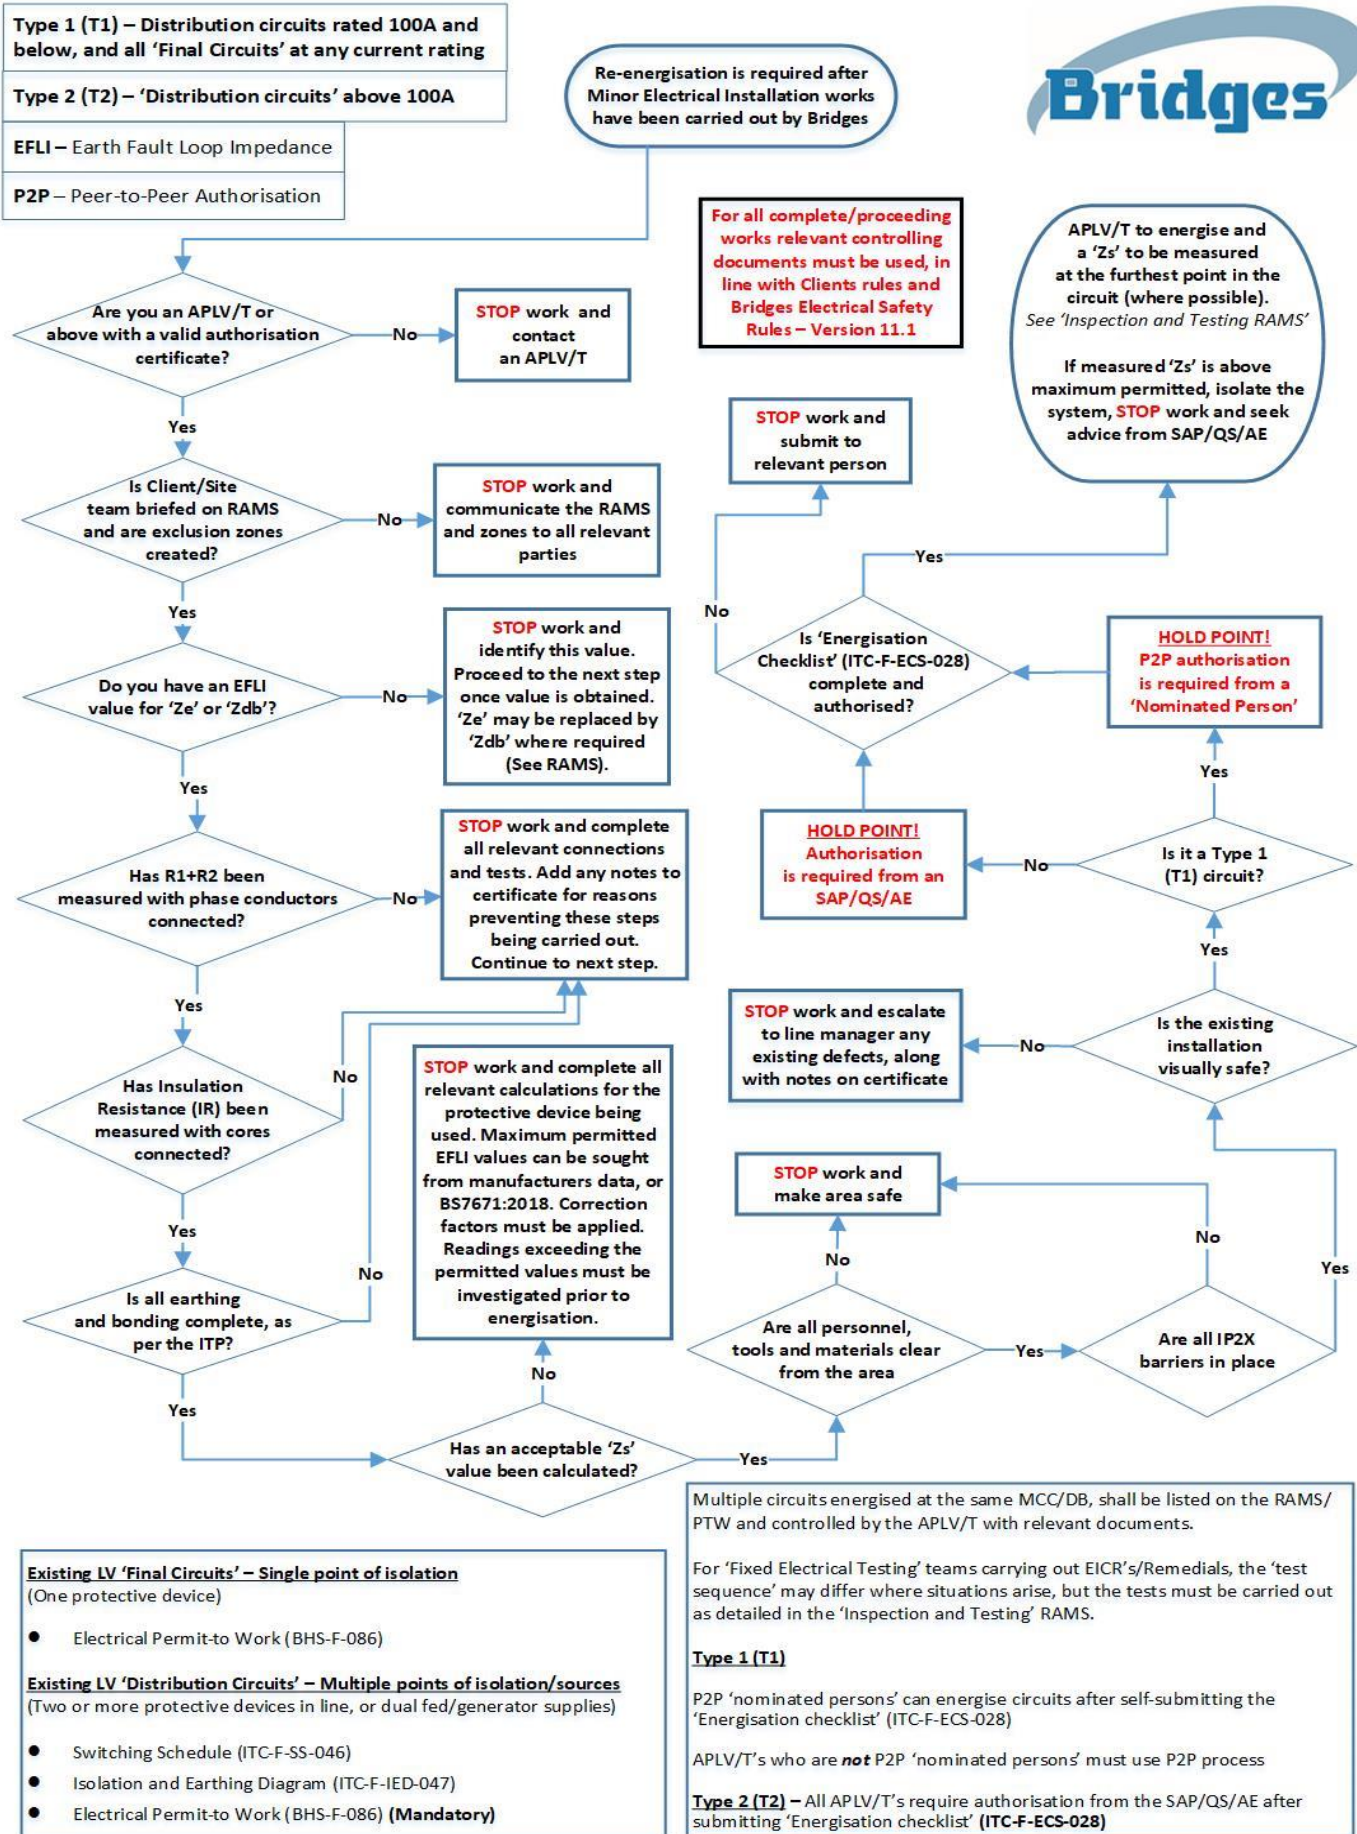 Type 1 (T1) – Distribution circuits rated 100A and
below, and all ‘Final Circuits’ at any current rating
Type 2 (T2) – ‘Distribution circuits’ above 100A
EFLI – Earth Fault Loop Impedance
P2P – Peer-to-Peer Authorisation
Re-energisation is required after
Minor Electrical Installation works
have been carried out by Bridges
Bridges
For all complete/proceeding
works relevant controlling
documents must be used, in
line with Clients rules and
Bridges Electrical Safety
Rules – Version 11.1
APLV/T to energise and
a ‘Zs’ to be measured
at the furthest point in the
circuit (where possible).
See ‘Inspection and Testing RAMS’
If measured ‘Zs’ is above
maximum permitted, isolate the
system, STOP work and seek
advice from SAP/QS/AE
Are you an APLV/T or
above with a valid authorisation
certificate?
No
STOP work and
contact
an APLV/T
Yes
Is Client/Site
team briefed on RAMS
and are exclusion zones
created?
No
STOP work and
communicate the RAMS
and zones to all relevant
parties
Yes
Do you have an EFLI
value for ‘Ze’ or ‘Zdb’?
No
STOP work and
identify this value.
Proceed to the next step
once value is obtained.
‘Ze’ may be replaced by
‘Zdb’ where required
(See RAMS).
Yes
Has R1+R2 been
measured with phase conductors
connected?
No
STOP work and complete
all relevant connections
and tests. Add any notes to
certificate for reasons
preventing these steps
being carried out.
Continue to next step.
Yes
Has Insulation
Resistance (IR) been
measured with cores
connected?
No
Yes
Is all earthing
and bonding complete, as
per the ITP?
No
Yes
Has an acceptable ‘Zs’
value been calculated?
No
STOP work and complete all
relevant calculations for the
protective device being
used. Maximum permitted
EFLI values can be sought
from manufacturers data, or
BS7671:2018. Correction
factors must be applied.
Readings exceeding the
permitted values must be
investigated prior to
energisation.
Yes
Are all personnel,
tools and materials clear
from the area
No
STOP work and
make area safe
Yes
Are all IP2X
barriers in place
No
Yes
Is the existing
installation
visually safe?
No
STOP work and escalate
to line manager any
existing defects, along
with notes on certificate
Yes
Is it a Type 1
(T1) circuit?
No
HOLD POINT!
Authorisation
is required from an
SAP/QS/AE
Yes
HOLD POINT!
P2P authorisation
is required from a
‘Nominated Person’
Is ‘Energisation
Checklist’ (ITC-F-ECS-028)
complete and
authorised?
No
STOP work and
submit to
relevant person
Yes
Existing LV ‘Final Circuits’ – Single point of isolation
(One protective device)
● Electrical Permit-to Work (BHS-F-086)
Existing LV ‘Distribution Circuits’ – Multiple points of isolation/sources
(Two or more protective devices in line, or dual fed/generator supplies)
● Switching Schedule (ITC-F-SS-046)
● Isolation and Earthing Diagram (ITC-F-IED-047)
● Electrical Permit-to Work (BHS-F-086) (Mandatory)
Multiple circuits energised at the same MCC/DB, shall be listed on the RAMS/
PTW and controlled by the APLV/T with relevant documents.
For ‘Fixed Electrical Testing’ teams carrying out EICR’s/Remedials, the ‘test
sequence’ may differ where situations arise, but the tests must be carried out
as detailed in the ‘Inspection and Testing’ RAMS.
Type 1 (T1)
P2P ‘nominated persons’ can energise circuits after self-submitting the
‘Energisation checklist’ (ITC-F-ECS-028)
APLV/T’s who are not P2P ‘nominated persons’ must use P2P process
Type 2 (T2) – All APLV/T’s require authorisation from the SAP/QS/AE after
submitting ‘Energisation checklist’ (ITC-F-ECS-028)